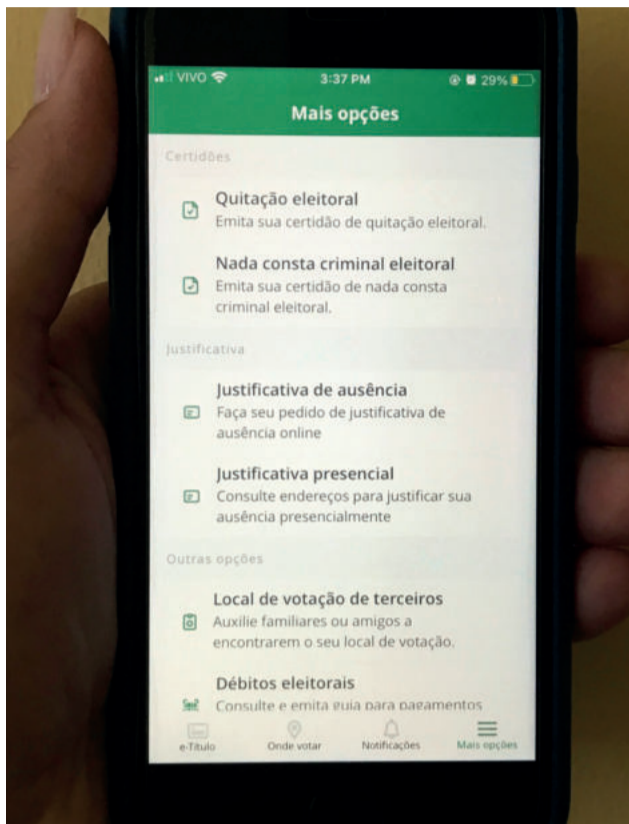 VIVO 3:37 PM 29%
Mais opções
Certidões
Quitação eleitoral
Emita sua certidão de quitação eleitoral.
Nada consta criminal eleitoral
Emita sua certidão de nada consta
criminal eleitoral.
Justificativa
Justificativa de ausência
Faça seu pedido de justificativa de
ausência online
Justificativa presencial
Consulte endereços para justificar sua
ausência presencialmente
Outras opções
Local de votação de terceiros
Auxilie familiares ou amigos a
encontrarem o seu local de votação.
Débitos eleitorais
Consulte e emita guia para pagamentos
e-Título Onde votar Notificações Mais opções